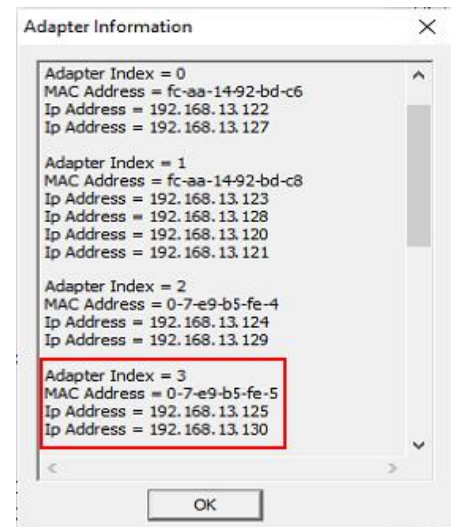 Adapter Information
Adapter Index = 0
MAC Address = fc-aa-14-92-bd-c6
Ip Address = 192.168.13.122
Ip Address = 192.168.13.127
Adapter Index = 1
MAC Address = fc-aa-14-92-bd-c8
Ip Address = 192.168.13.123
Ip Address = 192.168.13.128
Ip Address = 192.168.13.120
Ip Address = 192.168.13.121
Adapter Index = 2
MAC Address = 0-7-e9-b5-fe-4
Ip Address = 192.168.13.124
Ip Address = 192.168.13.129
Adapter Index = 3
MAC Address = 0-7-e9-b5-fe-5
Ip Address = 192.168.13.125
Ip Address = 192.168.13.130
OK